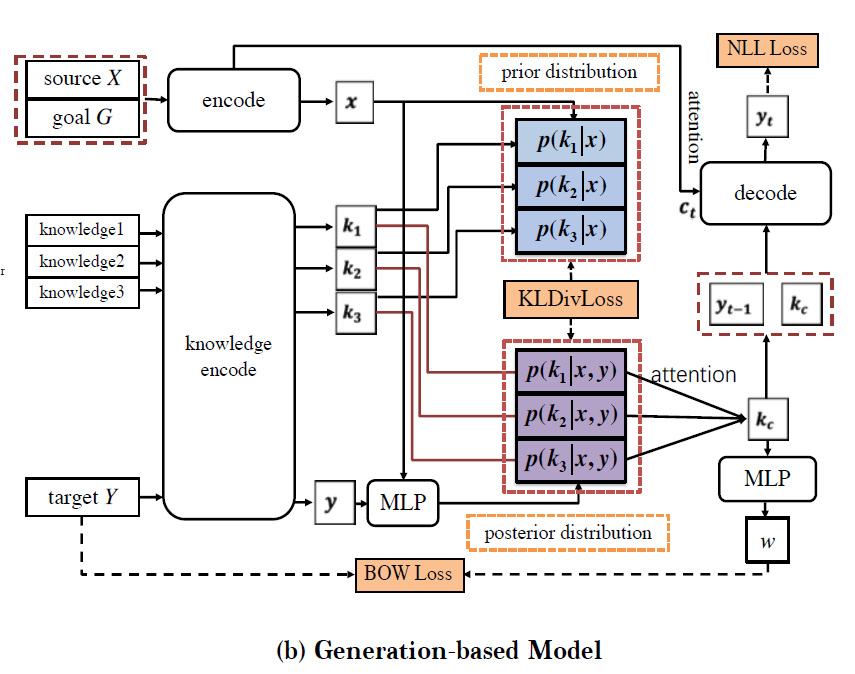 NLL Loss
source X
goal G
encode
x
prior distribution
attention
y_t
p(k_1|x)
p(k_2|x)
p(k_3|x)
decode
c_t
knowledge1
knowledge2
knowledge3
r
knowledge
encode
k_1
k_2
k_3
KLDivLoss
y_{t-1}
k_c
p(k_1|x, y)
p(k_2|x, y)
p(k_3|x, y)
attention
k_c
target Y
y
MLP
MLP
posterior distribution
w
BOW Loss
(b) Generation-based Model